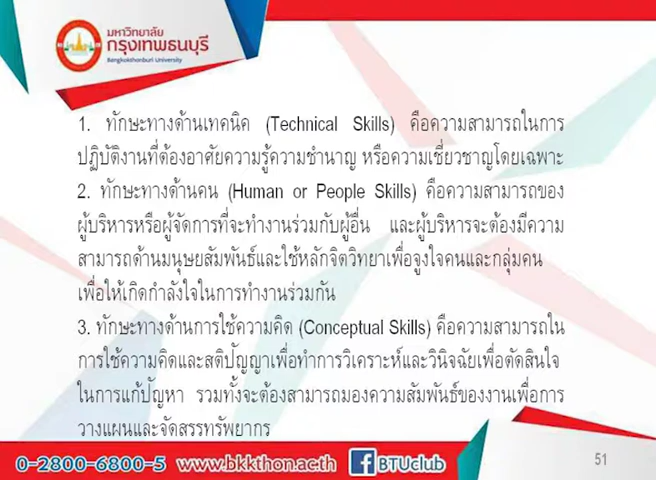 มหาวิทยาลัย
กรุงเทพธนบุรี
Bangkokthonburi University
1. ทักษะทางด้านเทคนิค (Technical Skills) คือความสามารถในการ
ปฏิบัติงานที่ต้องอาศัยความรู้ความชำนาญ หรือความเชี่ยวชาญโดยเฉพาะ
2. ทักษะทางด้านคน (Human or People Skills) คือความสามารถของ
ผู้บริหารหรือผู้จัดการที่จะทำงานร่วมกับผู้อื่น และผู้บริหารจะต้องมีความ
สามารถด้านมนุษยสัมพันธ์และใช้หลักจิตวิทยาเพื่อจูงใจคนและกลุ่มคน
เพื่อให้เกิดกำลังใจในการทำงานร่วมกัน
3. ทักษะทางด้านการใช้ความคิด (Conceptual Skills) คือความสามารถใน
การใช้ความคิดและสติปัญญาเพื่อทำการวิเคราะห์และวินิจฉัยเพื่อตัดสินใจ
ในการแก้ปัญหา รวมทั้งจะต้องสามารถมองความสัมพันธ์ของงานเพื่อการ
วางแผนและจัดสรรทรัพยากร
0-2800-6800-5 www.bkkthon.ac.th BTUclub
51